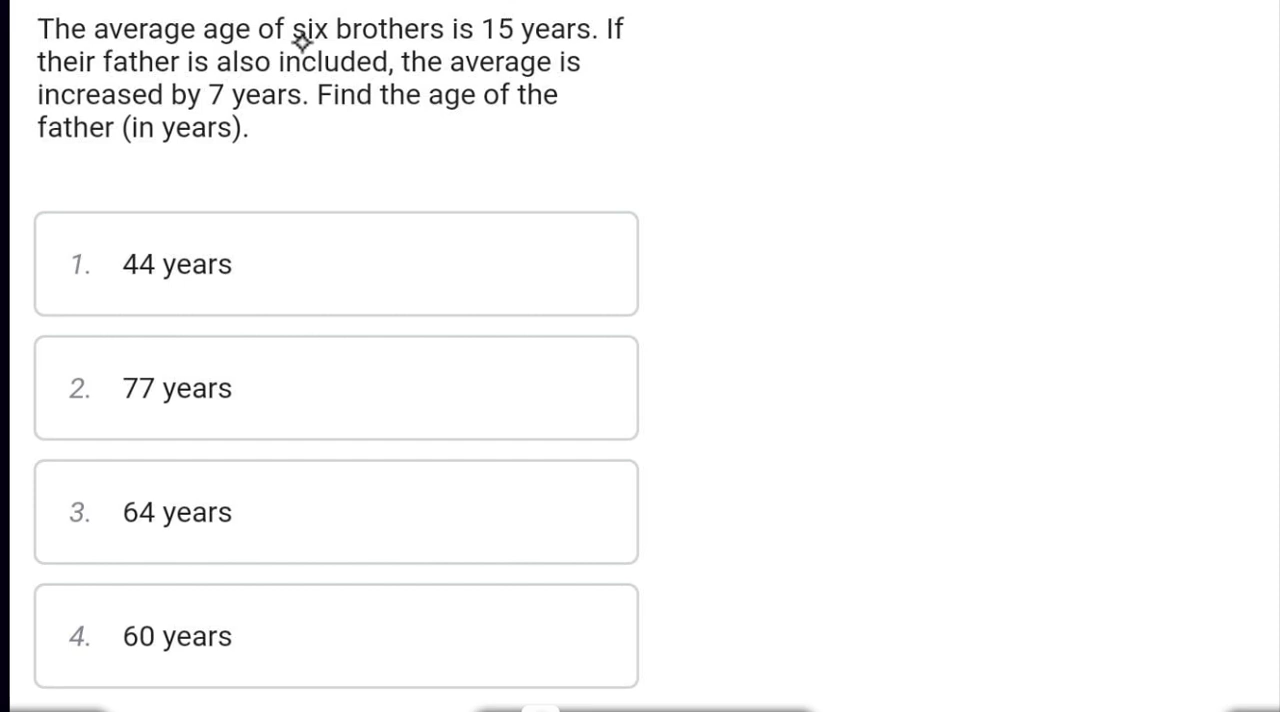 The average age of six brothers is 15 years. If
their father is also included, the average is
increased by 7 years. Find the age of the
father (in years).
1. 44 years
2. 77 years
3. 64 years
4. 60 years